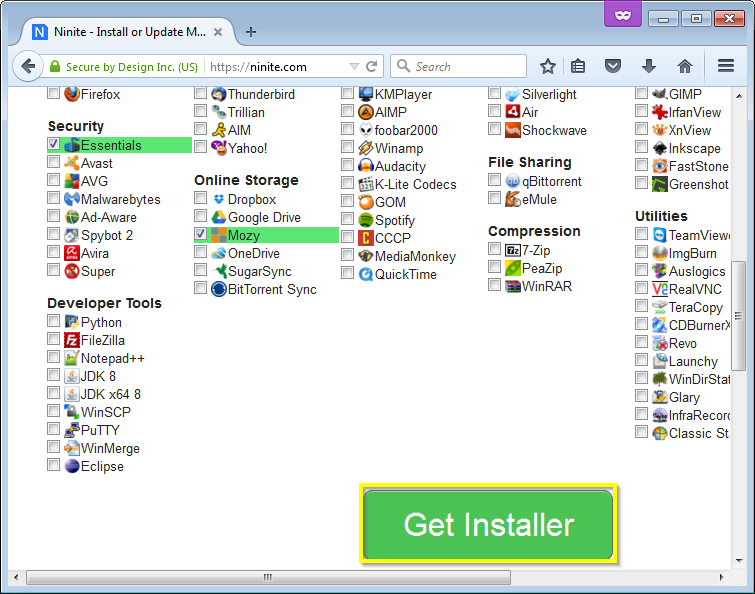 Ninite - Install or Update M...
Secure by Design Inc. (US)
https://ninite.com
Search
Firefox
Security
Essentials
Avast
AVG
Malwarebytes
Ad-Aware
Spybot 2
Avira
Super
Developer Tools
Python
FileZilla
Notepad++
JDK 8
JDK x64 8
WinSCP
PuTTY
WinMerge
Eclipse
Thunderbird
Trillian
AIM
Yahoo!
Online Storage
Dropbox
Google Drive
Mozy
OneDrive
SugarSync
BitTorrent Sync
KMPlayer
AIMP
foobar2000
Winamp
Audacity
K-Lite Codecs
GOM
Spotify
CCCP
MediaMonkey
QuickTime
Silverlight
Air
Shockwave
File Sharing
qBittorrent
eMule
Compression
7-Zip
PeaZip
WinRAR
GIMP
IrfanView
XnView
Inkscape
FastStone
Greenshot
Utilities
TeamViewe
ImgBurn
Auslogics
RealVNC
TeraCopy
CDBurnerX
Revo
Launchy
WinDirStat
Glary
InfraRecord
Classic St
Get Installer